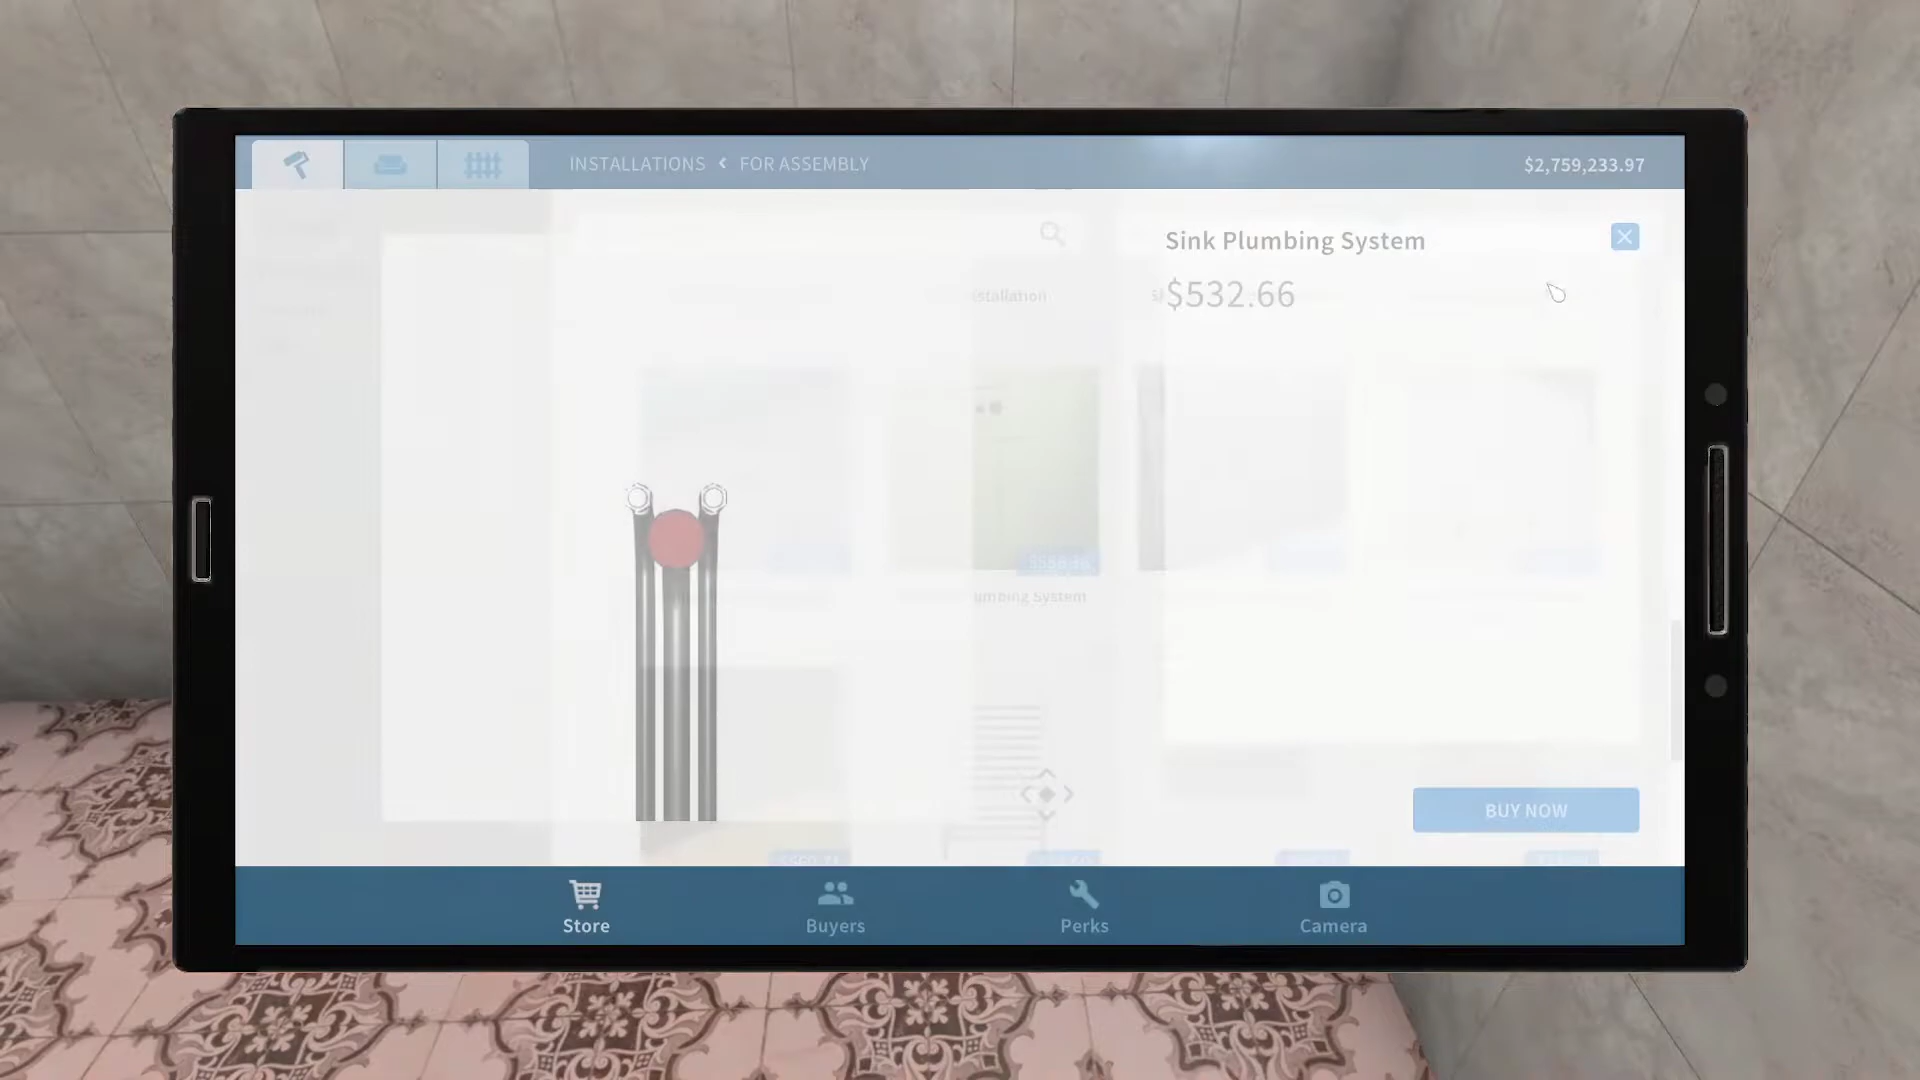 INSTALLATIONS < FOR ASSEMBLY
$2,759,233.97
Sink Plumbing System
$532.66
BUY NOW
Store
Buyers
Perks
Camera